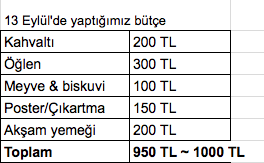 13 Eylül'de yaptığımız bütçe
Kahvaltı 200 TL
Öğlen 300 TL
Meyve & biskuvi 100 TL
Poster/Çıkartma 150 TL
Akşam yemeği 200 TL
Toplam 950 TL ~ 1000 TL